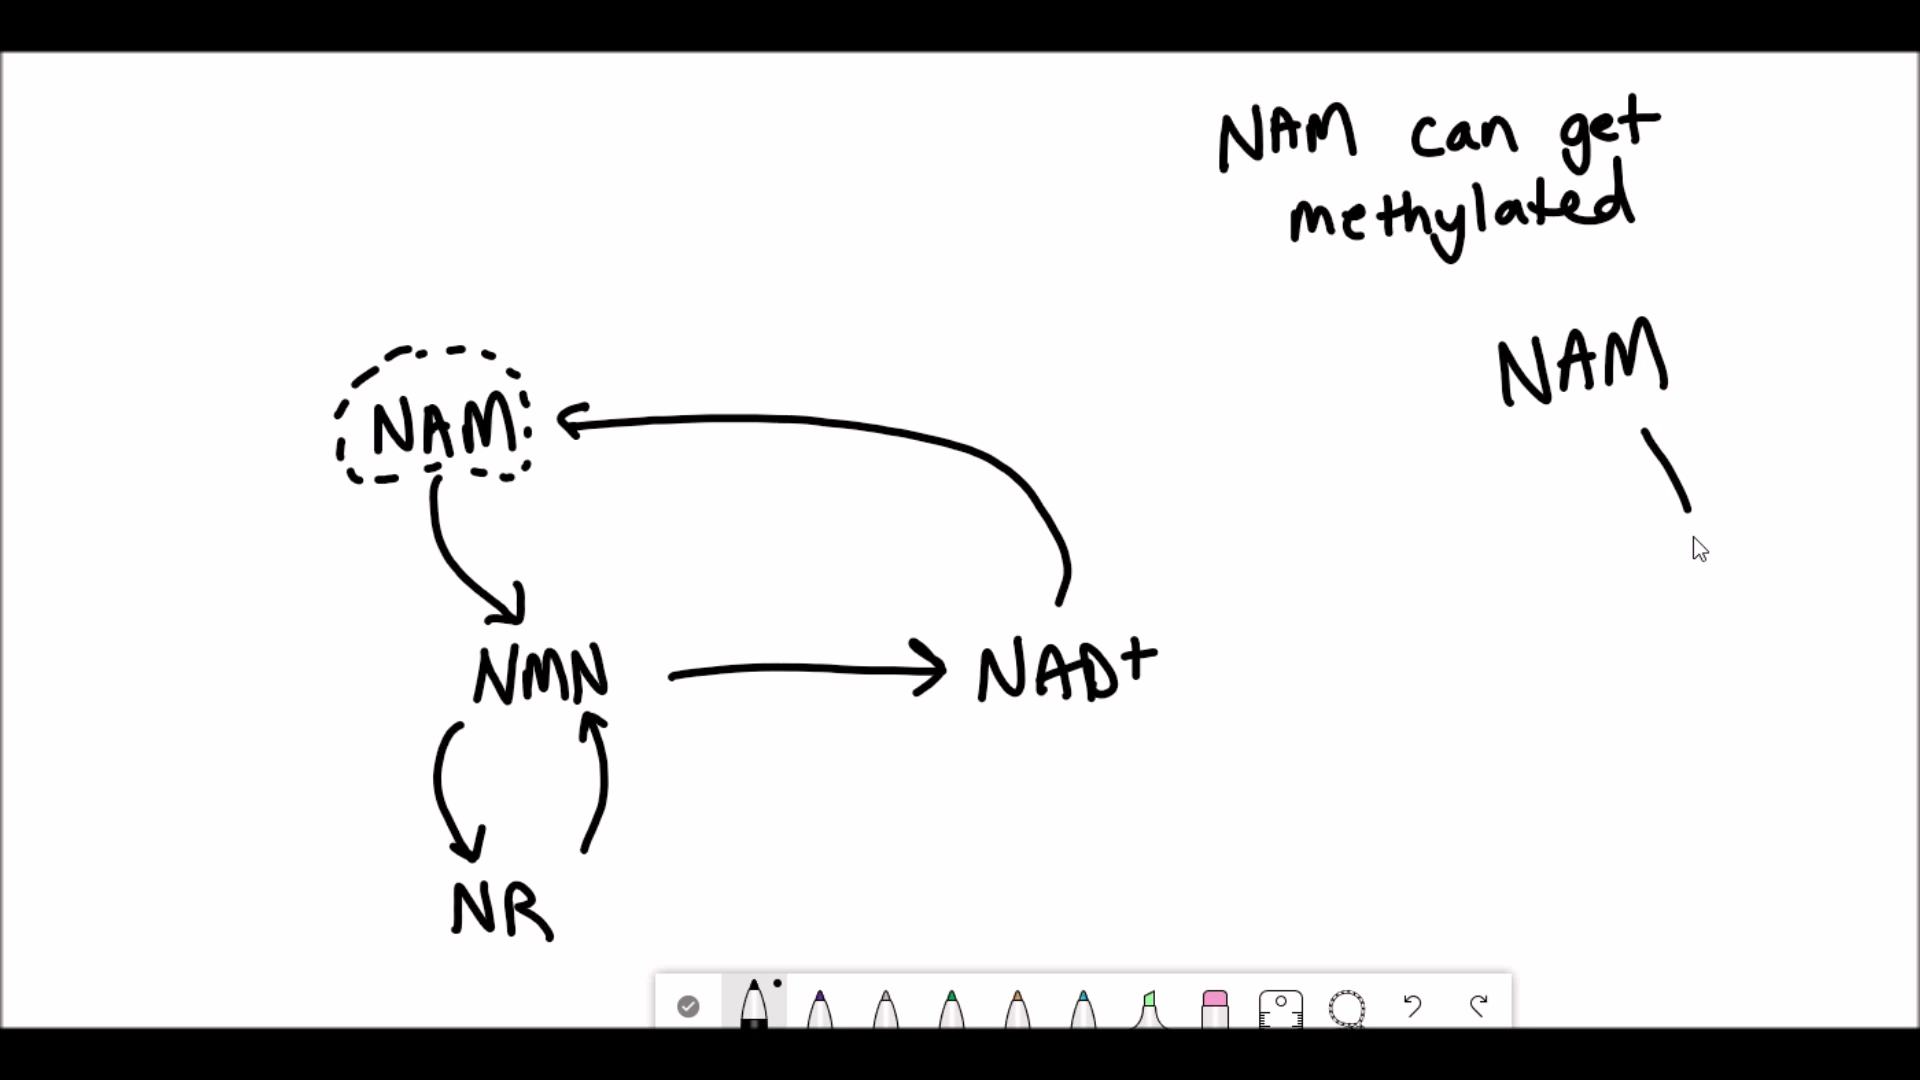 NAM can get
methylated
NAM
NAM
NMN
NAD+
NR